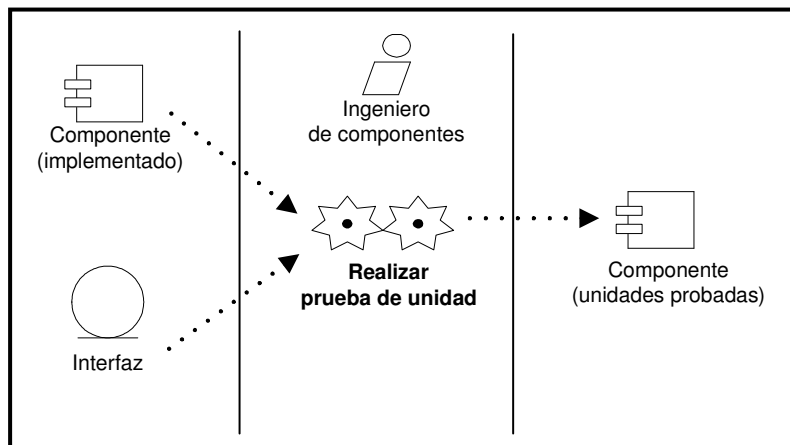 Componente
(implementado)
Interfaz
Ingeniero
de componentes
Realizar
prueba de unidad
Componente
(unidades probadas)